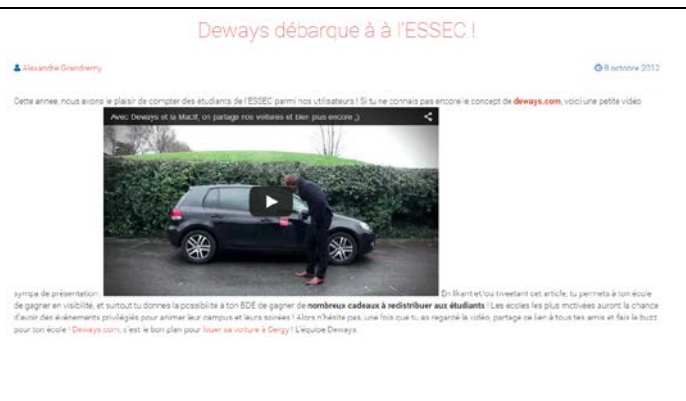 Deways débarque à à l'ESSEC !
Alexandre Grandremy
8 octobre 2012
Cette année, nous avons le plaisir de compter des étudiants de l'ESSEC parmi nos utilisateurs ! Si tu ne connais pas encore le concept de deways.com, voici une petite vidéo
Avec Deways et la Macif, on partage nos voitures et bien plus encore ;)
sympa de présentation : En likant et/ou tweetant cet article, tu permets à ton école
de gagner en visibilité, et surtout tu donnes la possibilité à ton BDE de gagner de nombreux cadeaux à redistribuer aux étudiants ! Les écoles les plus motivées auront la chance
d'avoir des événements privilégiés pour animer leur campus et leurs soirées ! Alors n'hésite pas, une fois que tu as regardé la vidéo, partage ce lien à tous tes amis et fais le buzz
pour ton école ! Deways.com, c'est le bon plan pour louer sa voiture à Cergy ! L'équipe Deways.